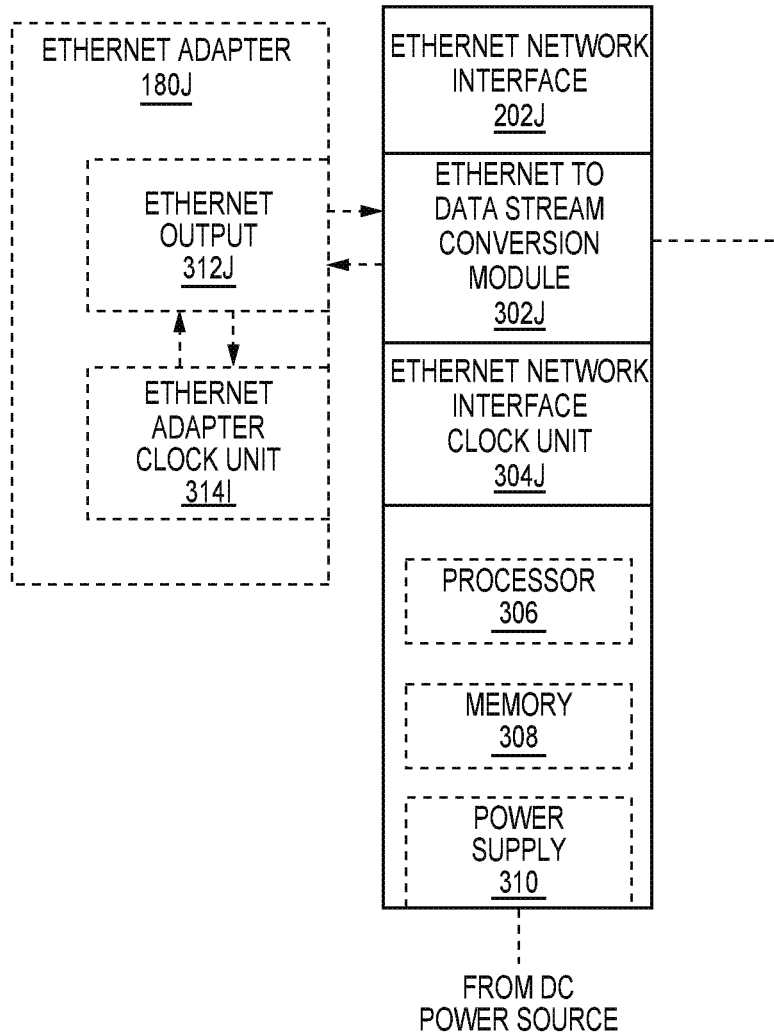 ETHERNET ADAPTER
180J
ETHERNET
OUTPUT
312J
ETHERNET
ADAPTER
CLOCK UNIT
314I
ETHERNET NETWORK
INTERFACE
202J
ETHERNET TO
DATA STREAM
CONVERSION
MODULE
302J
ETHERNET NETWORK
INTERFACE
CLOCK UNIT
304J
PROCESSOR
306
MEMORY
308
POWER
SUPPLY
310
FROM DC
POWER SOURCE